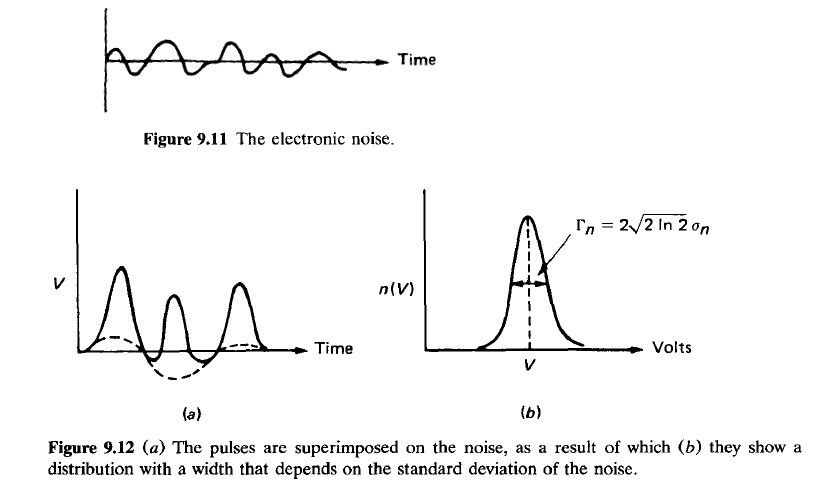 Time
Figure 9.11 The electronic noise.
V
Time
(a)
n(V)
Γn = 2√2 ln 2 σn
Volts
V
(b)
Figure 9.12 (a) The pulses are superimposed on the noise, as a result of which (b) they show a
distribution with a width that depends on the standard deviation of the noise.